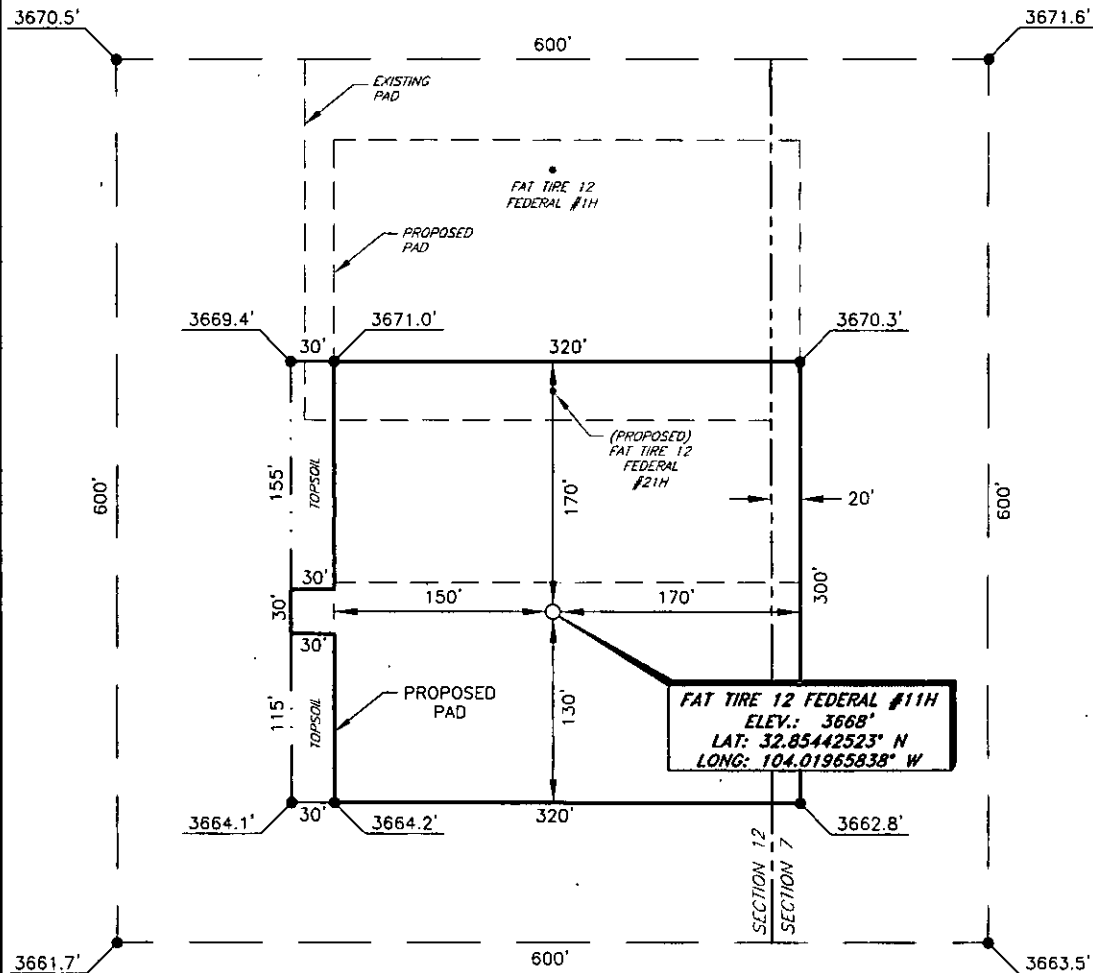 3670.5'
3671.6'
600'
EXISTING
PAD
FAT TIRE 12
FEDERAL #1H
PROPOSED
PAD
3669.4'
3671.0'
3670.3'
30'
320'
(PROPOSED)
FAT TIRE 12
FEDERAL
#21H
155'
TOPSOIL
170'
20'
600'
600'
30'
30'
150'
170'
300'
30'
115'
TOPSOIL
PROPOSED
PAD
130'
FAT TIRE 12 FEDERAL #11H
ELEV.: 3668'
LAT: 32.85442523° N
LONG: 104.01965838° W
3664.1'
30'
3664.2'
320'
3662.8'
SECTION 12
SECTION 7
3661.7'
600'
3663.5'